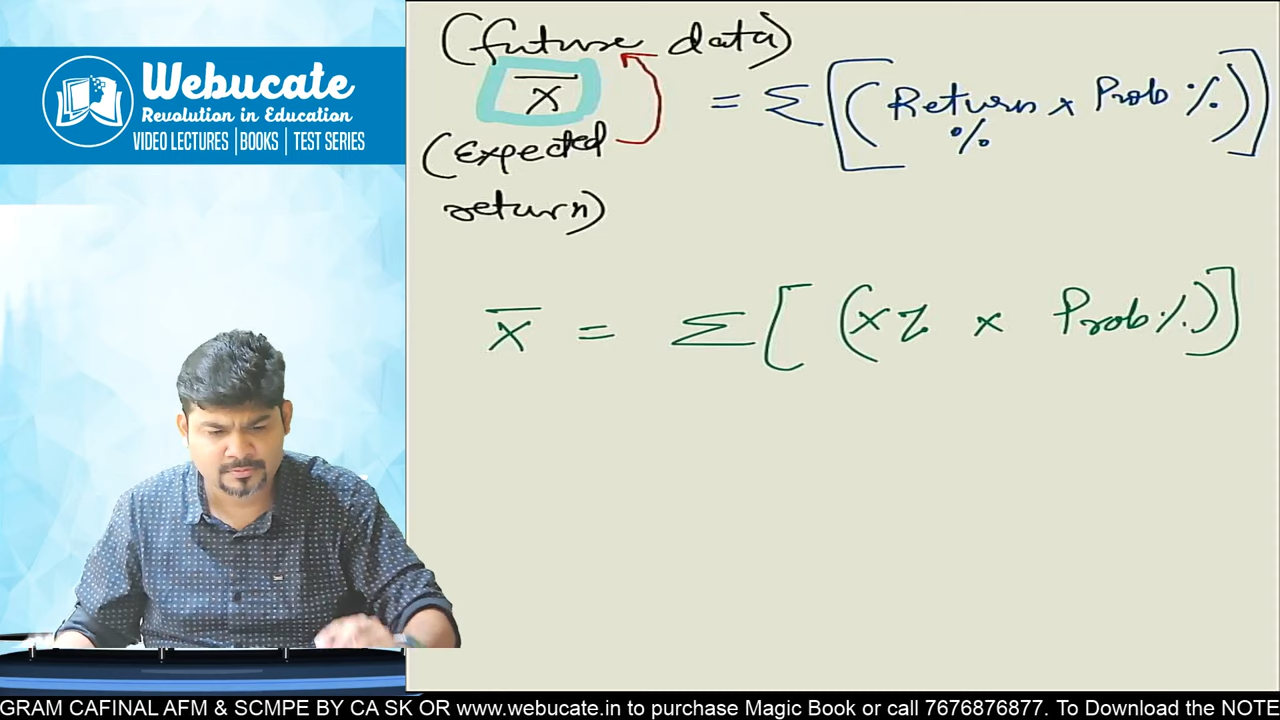 Webucate
Revolution in Education
VIDEO LECTURES | BOOKS | TEST SERIES
(future data)
X̅ = Σ [(Return % × Prob %)]
(Expected
return)
X̅ = Σ [ (X% × Prob %)]
GRAM CAFINAL AFM & SCMPE BY CA SK OR www.webucate.in to purchase Magic Book or call 7676876877. To Download the NOTE